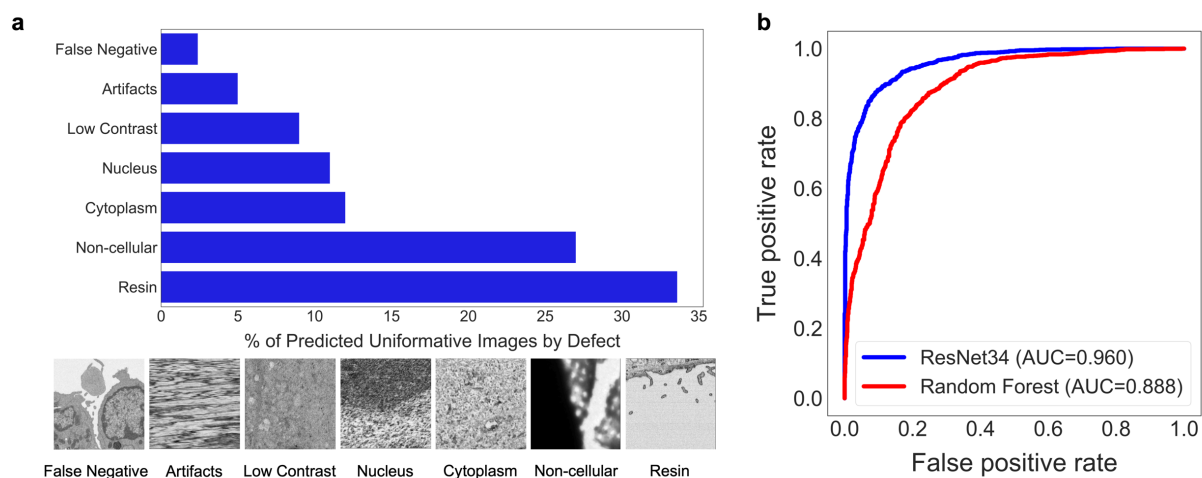 a
False Negative
Artifacts
Low Contrast
Nucleus
Cytoplasm
Non-cellular
Resin
0 5 10 15 20 25 30 35
% of Predicted Uniformative Images by Defect
False Negative Artifacts Low Contrast Nucleus Cytoplasm Non-cellular Resin
b
1.0
0.8
0.6
0.4
0.2
0.0
True positive rate
ResNet34 (AUC=0.960)
Random Forest (AUC=0.888)
0.0 0.2 0.4 0.6 0.8 1.0
False positive rate